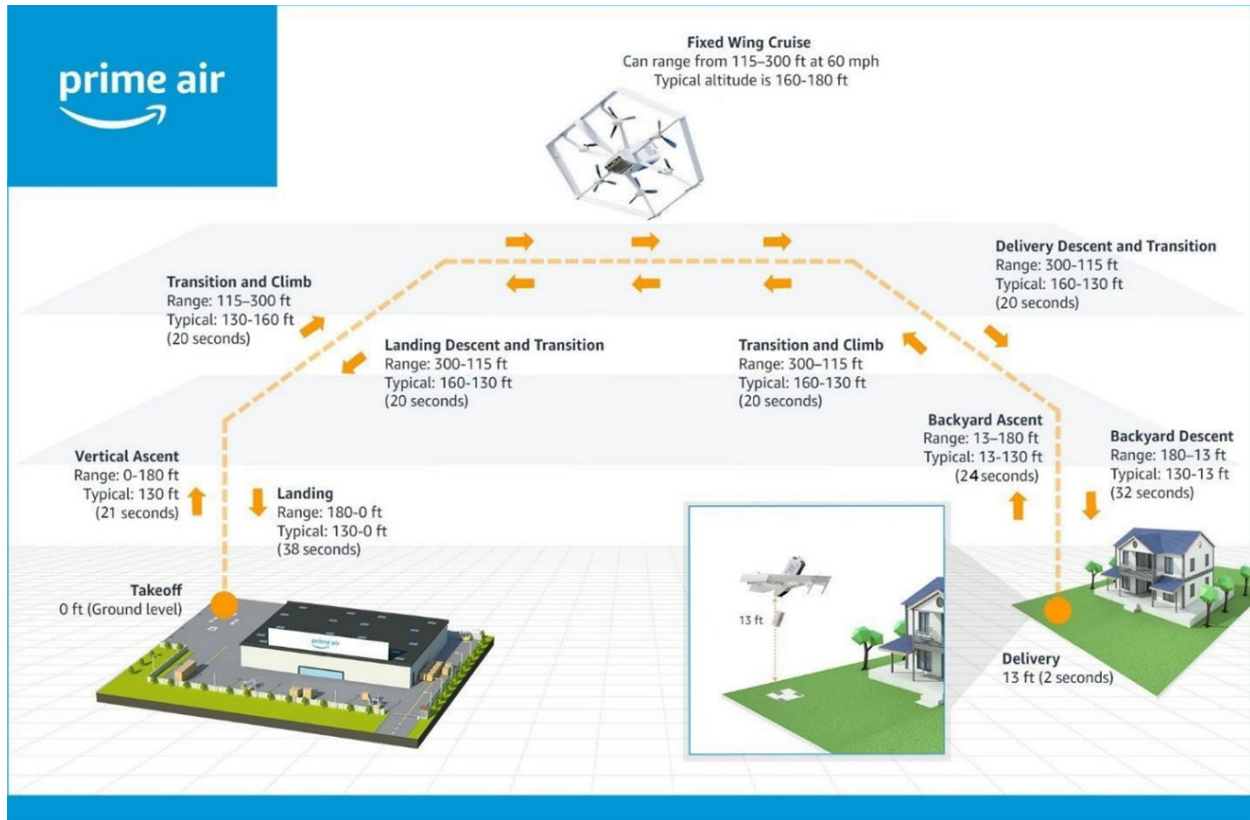 prime air
Fixed Wing Cruise
Can range from 115–300 ft at 60 mph
Typical altitude is 160-180 ft
Transition and Climb
Range: 115–300 ft
Typical: 130-160 ft
(20 seconds)
Delivery Descent and Transition
Range: 300-115 ft
Typical: 160-130 ft
(20 seconds)
Landing Descent and Transition
Range: 300-115 ft
Typical: 160-130 ft
(20 seconds)
Transition and Climb
Range: 300–115 ft
Typical: 160-130 ft
(20 seconds)
Vertical Ascent
Range: 0-180 ft
Typical: 130 ft
(21 seconds)
Landing
Range: 180-0 ft
Typical: 130-0 ft
(38 seconds)
Backyard Ascent
Range: 13–180 ft
Typical: 13-130 ft
(24 seconds)
Backyard Descent
Range: 180–13 ft
Typical: 130-13 ft
(32 seconds)
Takeoff
0 ft (Ground level)
prime air
13 ft
Delivery
13 ft (2 seconds)